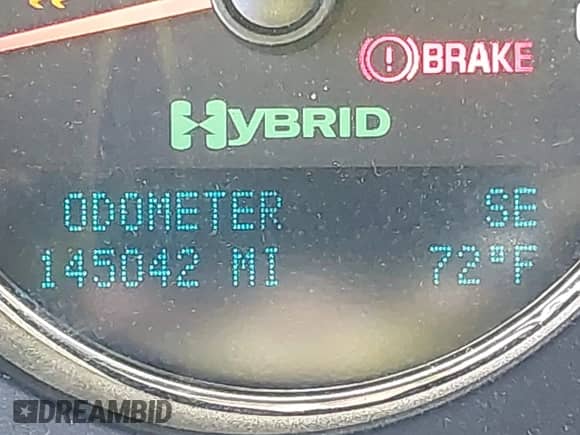 BRAKE
HYBRID
ODOMETER SE
145042 MI 72°F
DREAMBID